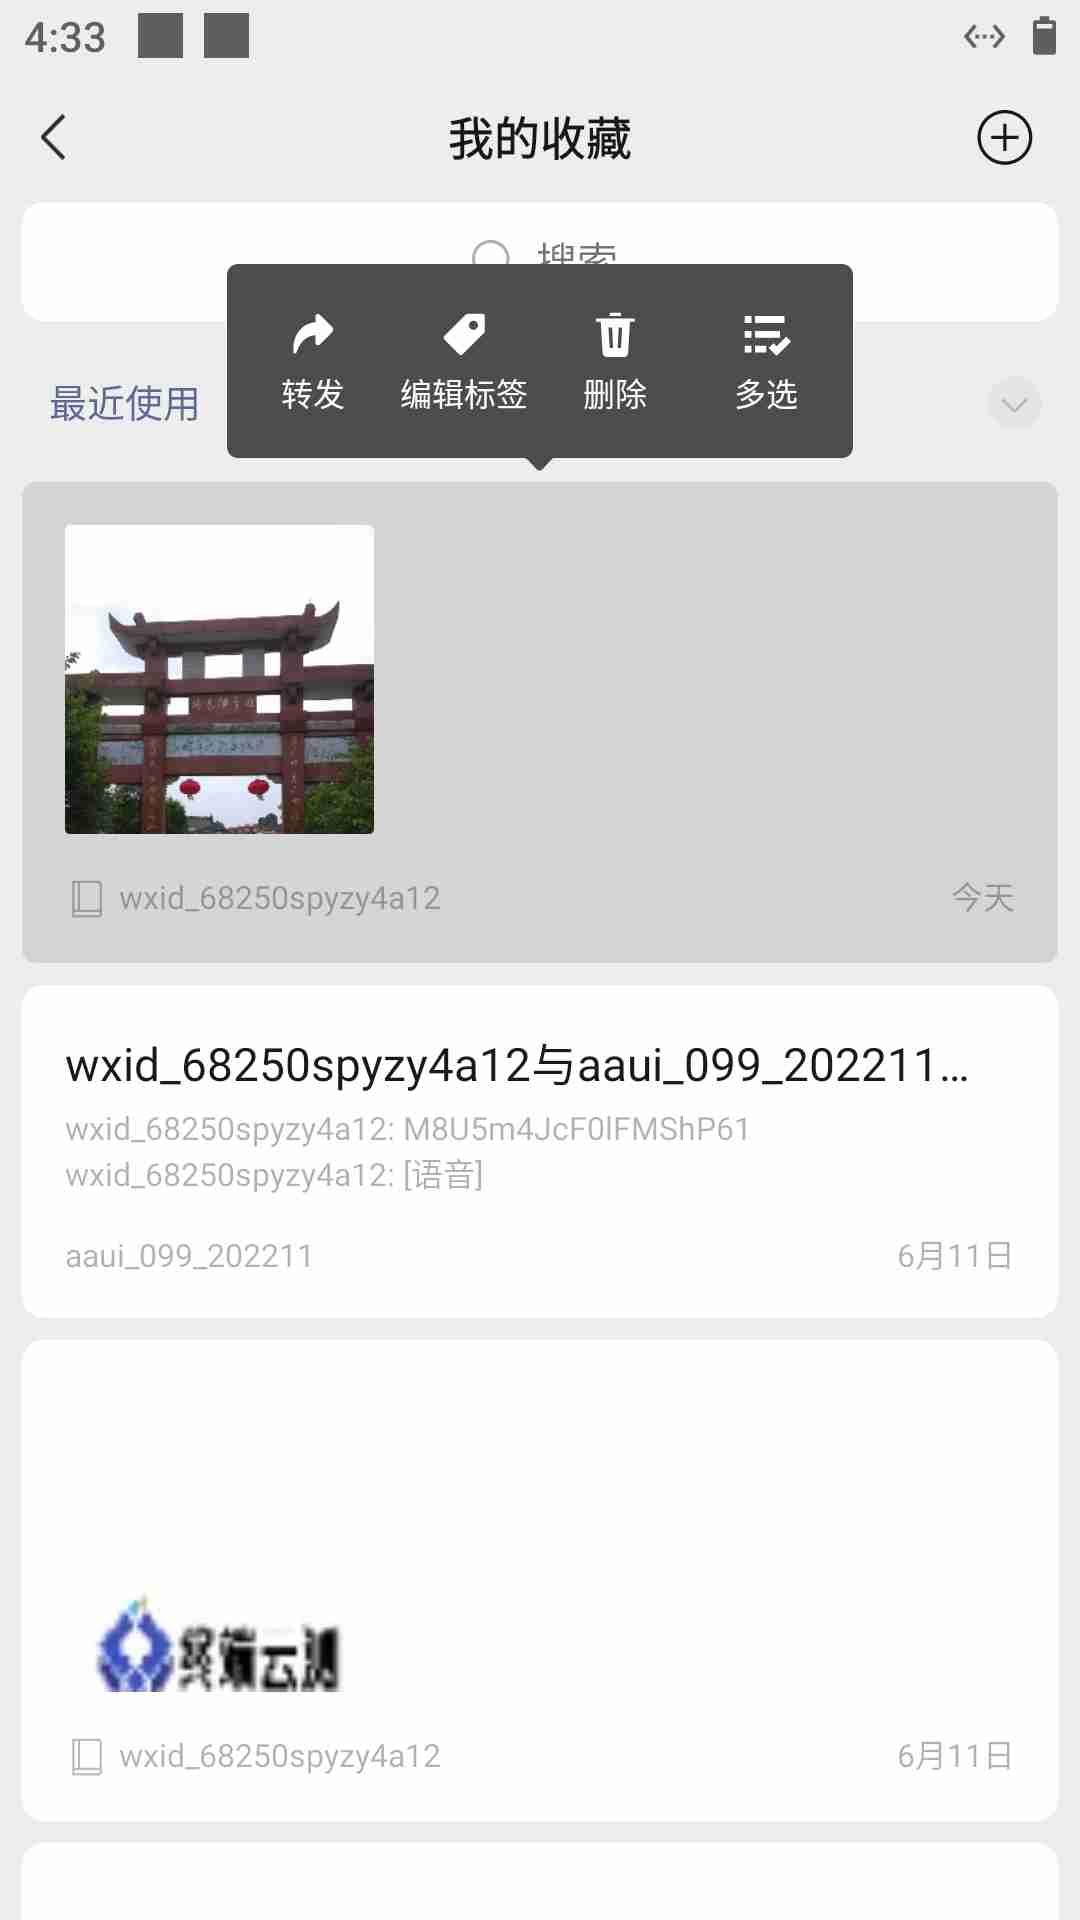 4:33
我的收藏
搜索
转发 编辑标签 删除 多选
最近使用
wxid_68250spyzy4a12 今天
wxid_68250spyzy4a12与aaui_099_202211...
wxid_68250spyzy4a12: M8U5m4JcF0lFMShP61
wxid_68250spyzy4a12: [语音]
aaui_099_202211 6月11日
终端云测
wxid_68250spyzy4a12 6月11日